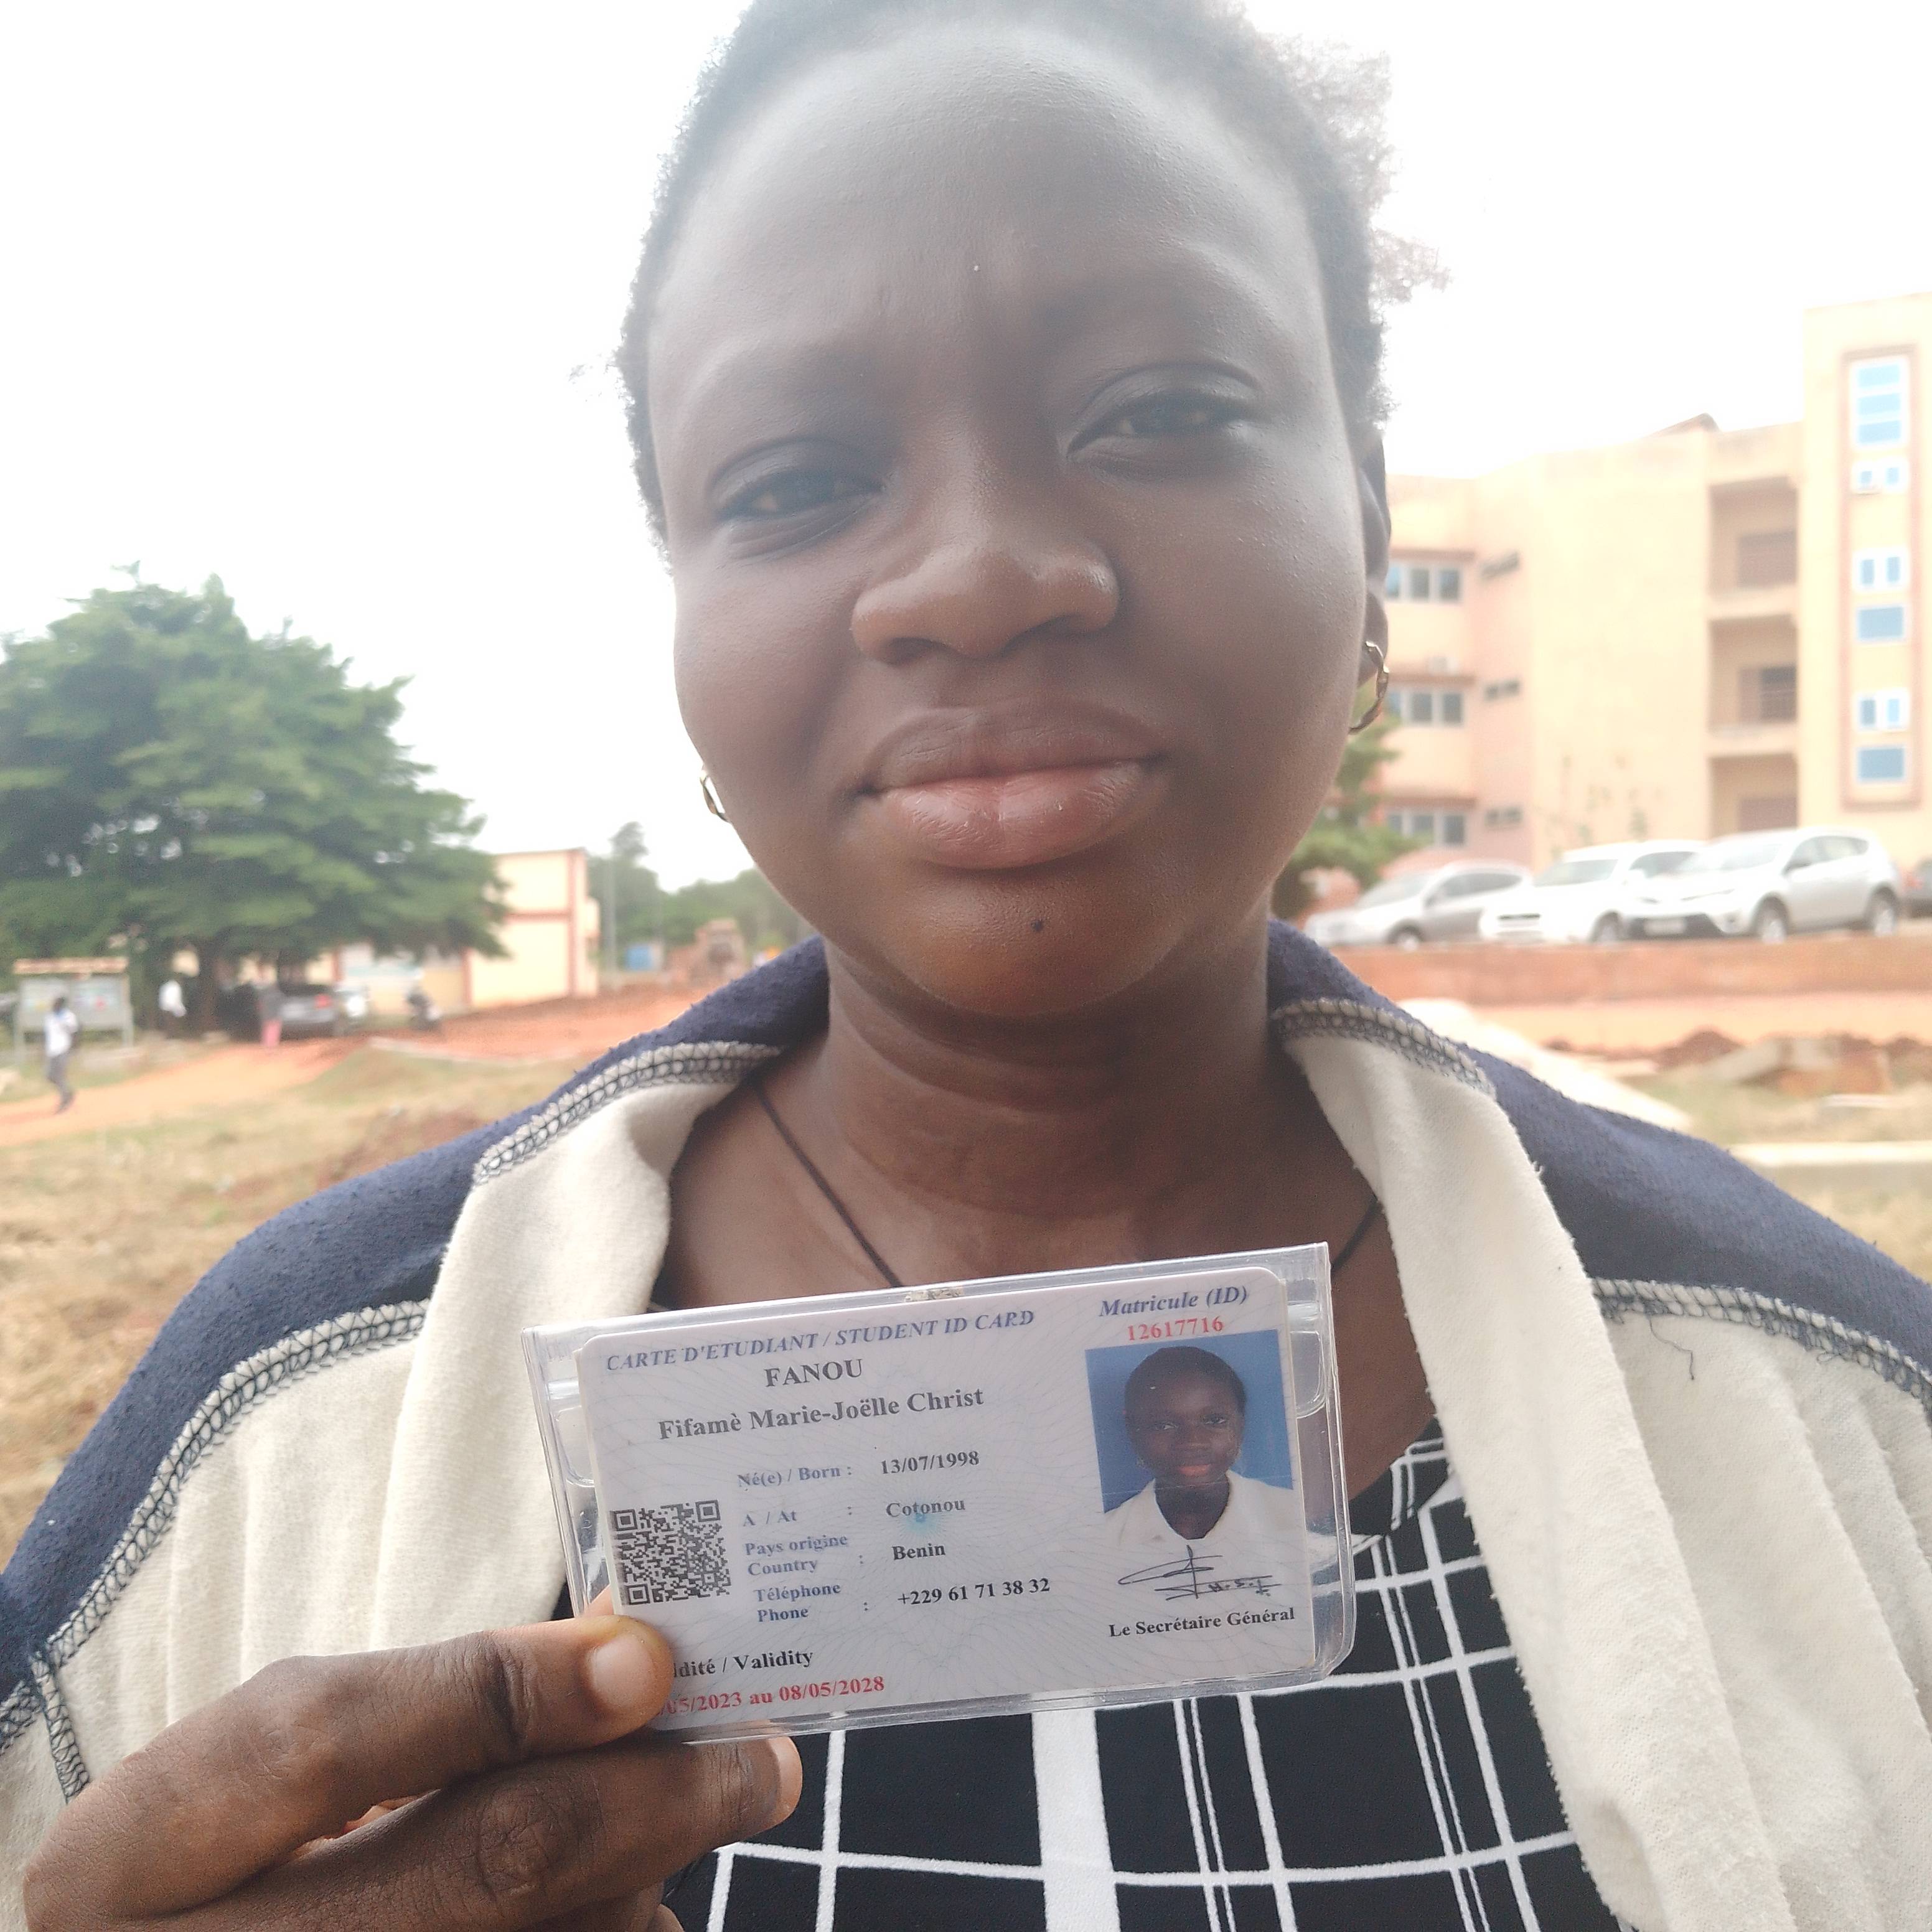 CARTE D'ETUDIANT / STUDENT ID CARD
Matricule (ID)
12617716
FANOU
Fifamè Marie-Joëlle Christ
Né(e) / Born : 13/07/1998
A / At : Cotonou
Pays origine
Country : Benin
Téléphone
Phone : +229 61 71 38 32
Le Secrétaire Général
/ Validity
au 08/05/2028